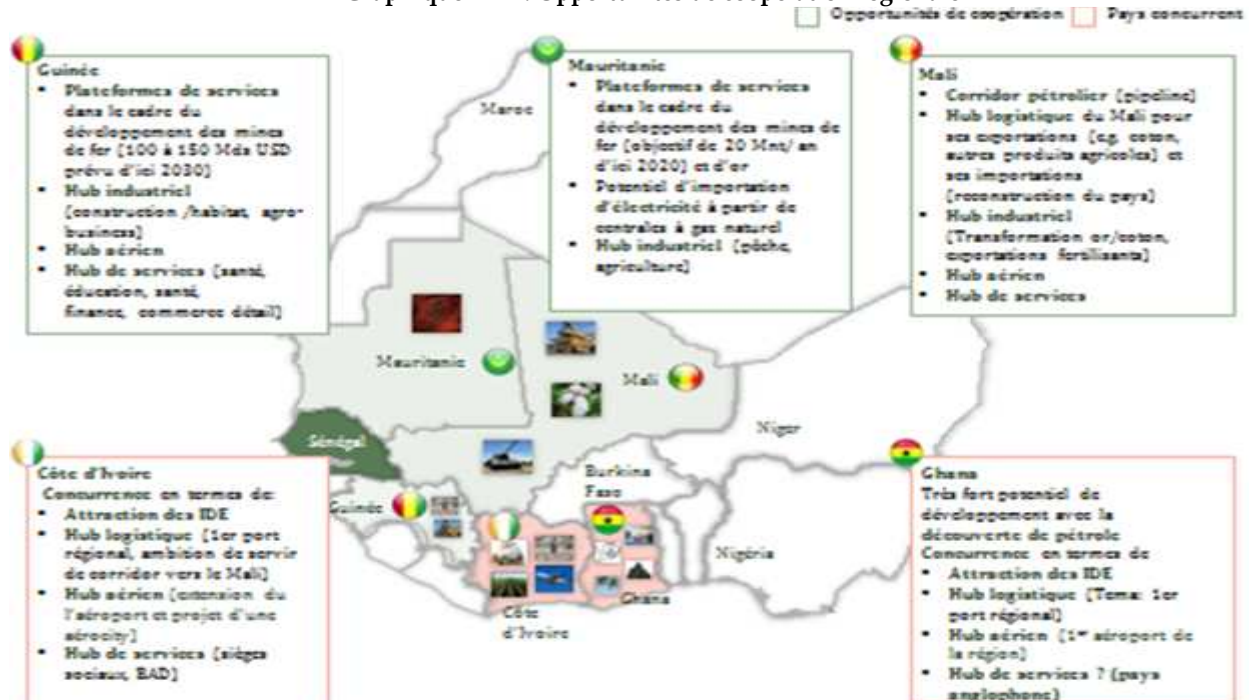 Opportunités de coopération
Pays concurrent
Guinée
▪ Plateformes de services
dans le cadre du
développement des mines
de fer (100 à 150 Mds USD
prévu d'ici 2030)
▪ Hub industriel
(construction /habitat, agro-
business)
▪ Hub aérien
▪ Hub de services (santé,
éducation, santé,
finance, commerce détail)
Mauritanie
▪ Plateformes de services
dans le cadre du
développement des mines de
fer (objectif de 20 Mnt/ an
d'ici 2020) et d'or
▪ Potentiel d'importation
d'électricité à partir de
centrales à gas naturel
▪ Hub industriel (pêche,
agriculture)
Mali
▪ Corridor pétrolier (pipeline)
▪ Hub logistique du Mali pour
ses exportations (e.g. coton,
autres produits agricoles) et
ses importations
(reconstruction du pays)
▪ Hub industriel
(Transformation or/coton,
exportations fertilisants)
▪ Hub aérien
▪ Hub de services
Maroc
Mauritanie
Mali
Niger
Sénégal
Burkina
Faso
Guinée
Nigéria
Ghana
Côte
d'Ivoire
Côte d'Ivoire
Concurrence en termes de:
▪ Attraction des IDE
▪ Hub logistique (1er port
régional, ambition de servir
de corridor vers le Mali)
▪ Hub aérien (extension du
l'aéroport et projet d'une
aérocity)
▪ Hub de services (sièges
sociaux, BAD)
Ghana
Très fort potentiel de
développement avec la
découverte de pétrole
Concurrence en termes de
▪ Attraction des IDE
▪ Hub logistique (Tema: 1er
port régional)
▪ Hub aérien (1er aéroport de
la région)
▪ Hub de services ? (pays
anglophone)